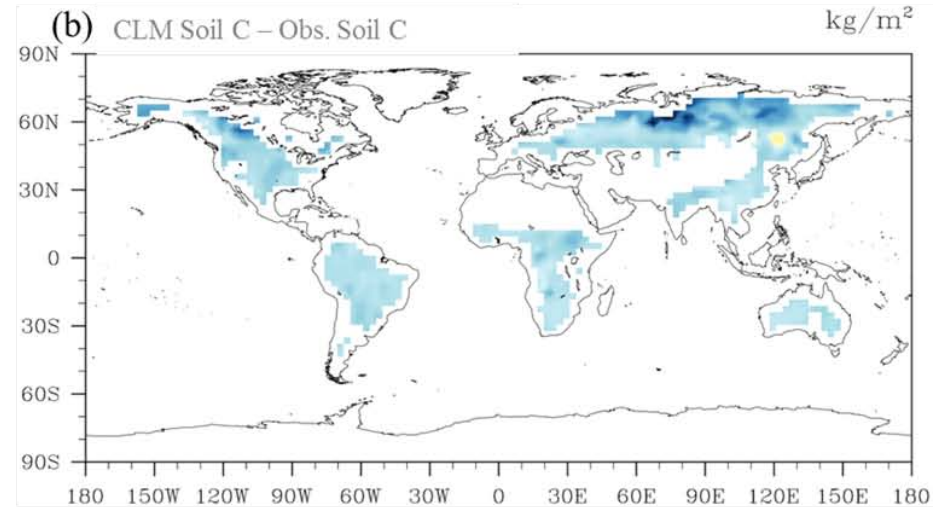 (b) CLM Soil C – Obs. Soil C
kg/m²
90N
60N
30N
0
30S
60S
90S
180 150W 120W 90W 60W 30W 0 30E 60E 90E 120E 150E 180